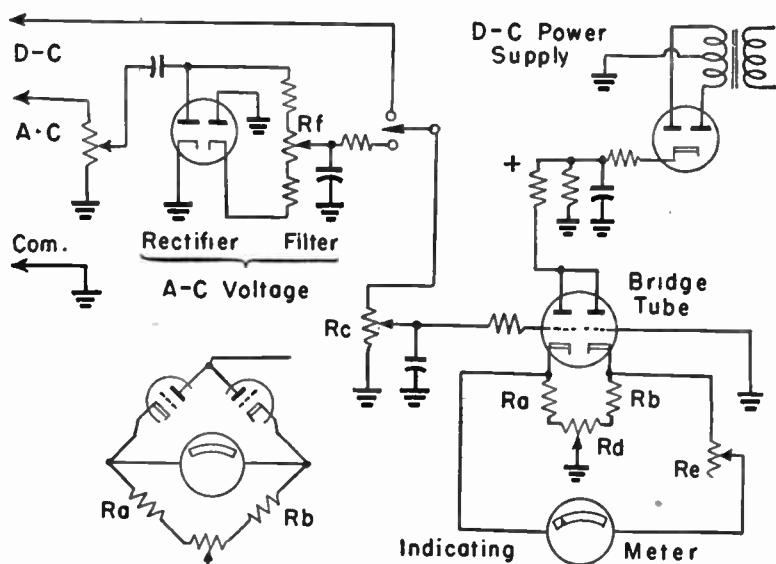 D-C Power
Supply
D-C
A-C
Rf
+
Com.
Rectifier Filter
A-C Voltage
Bridge
Tube
Rc
Ra
Rb
Rd
Re
Ra
Rb
Indicating Meter